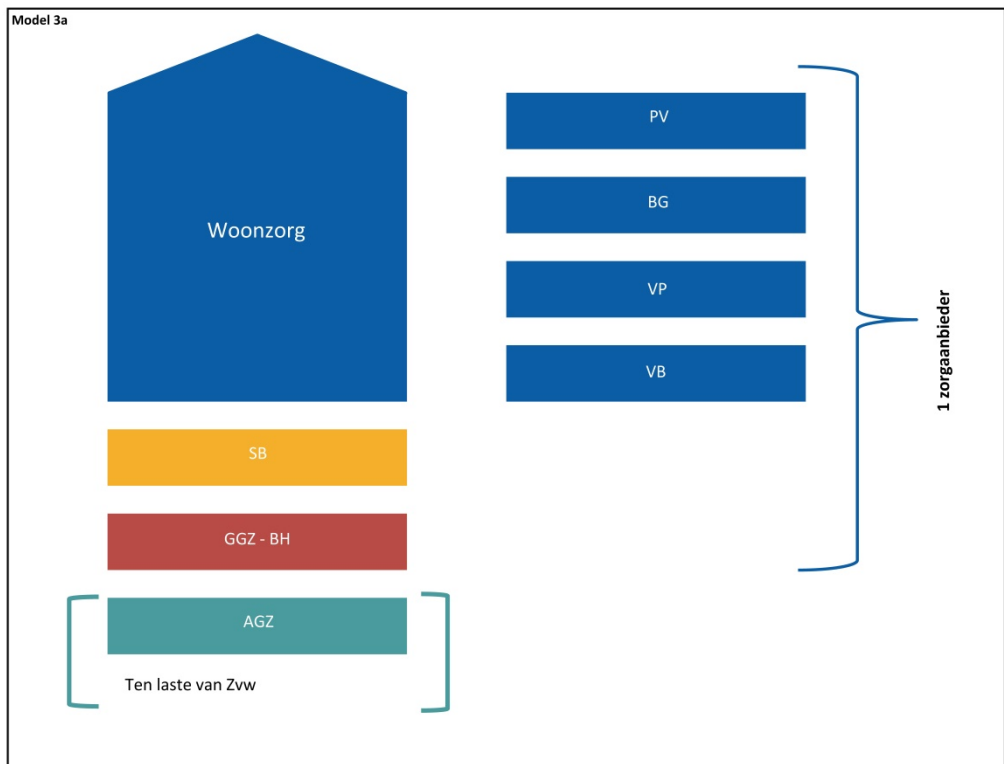 Model 3a
Woonzorg
SB
GGZ - BH
AGZ
Ten laste van Zvw
PV
BG
VP
VB
1 zorgaanbieder